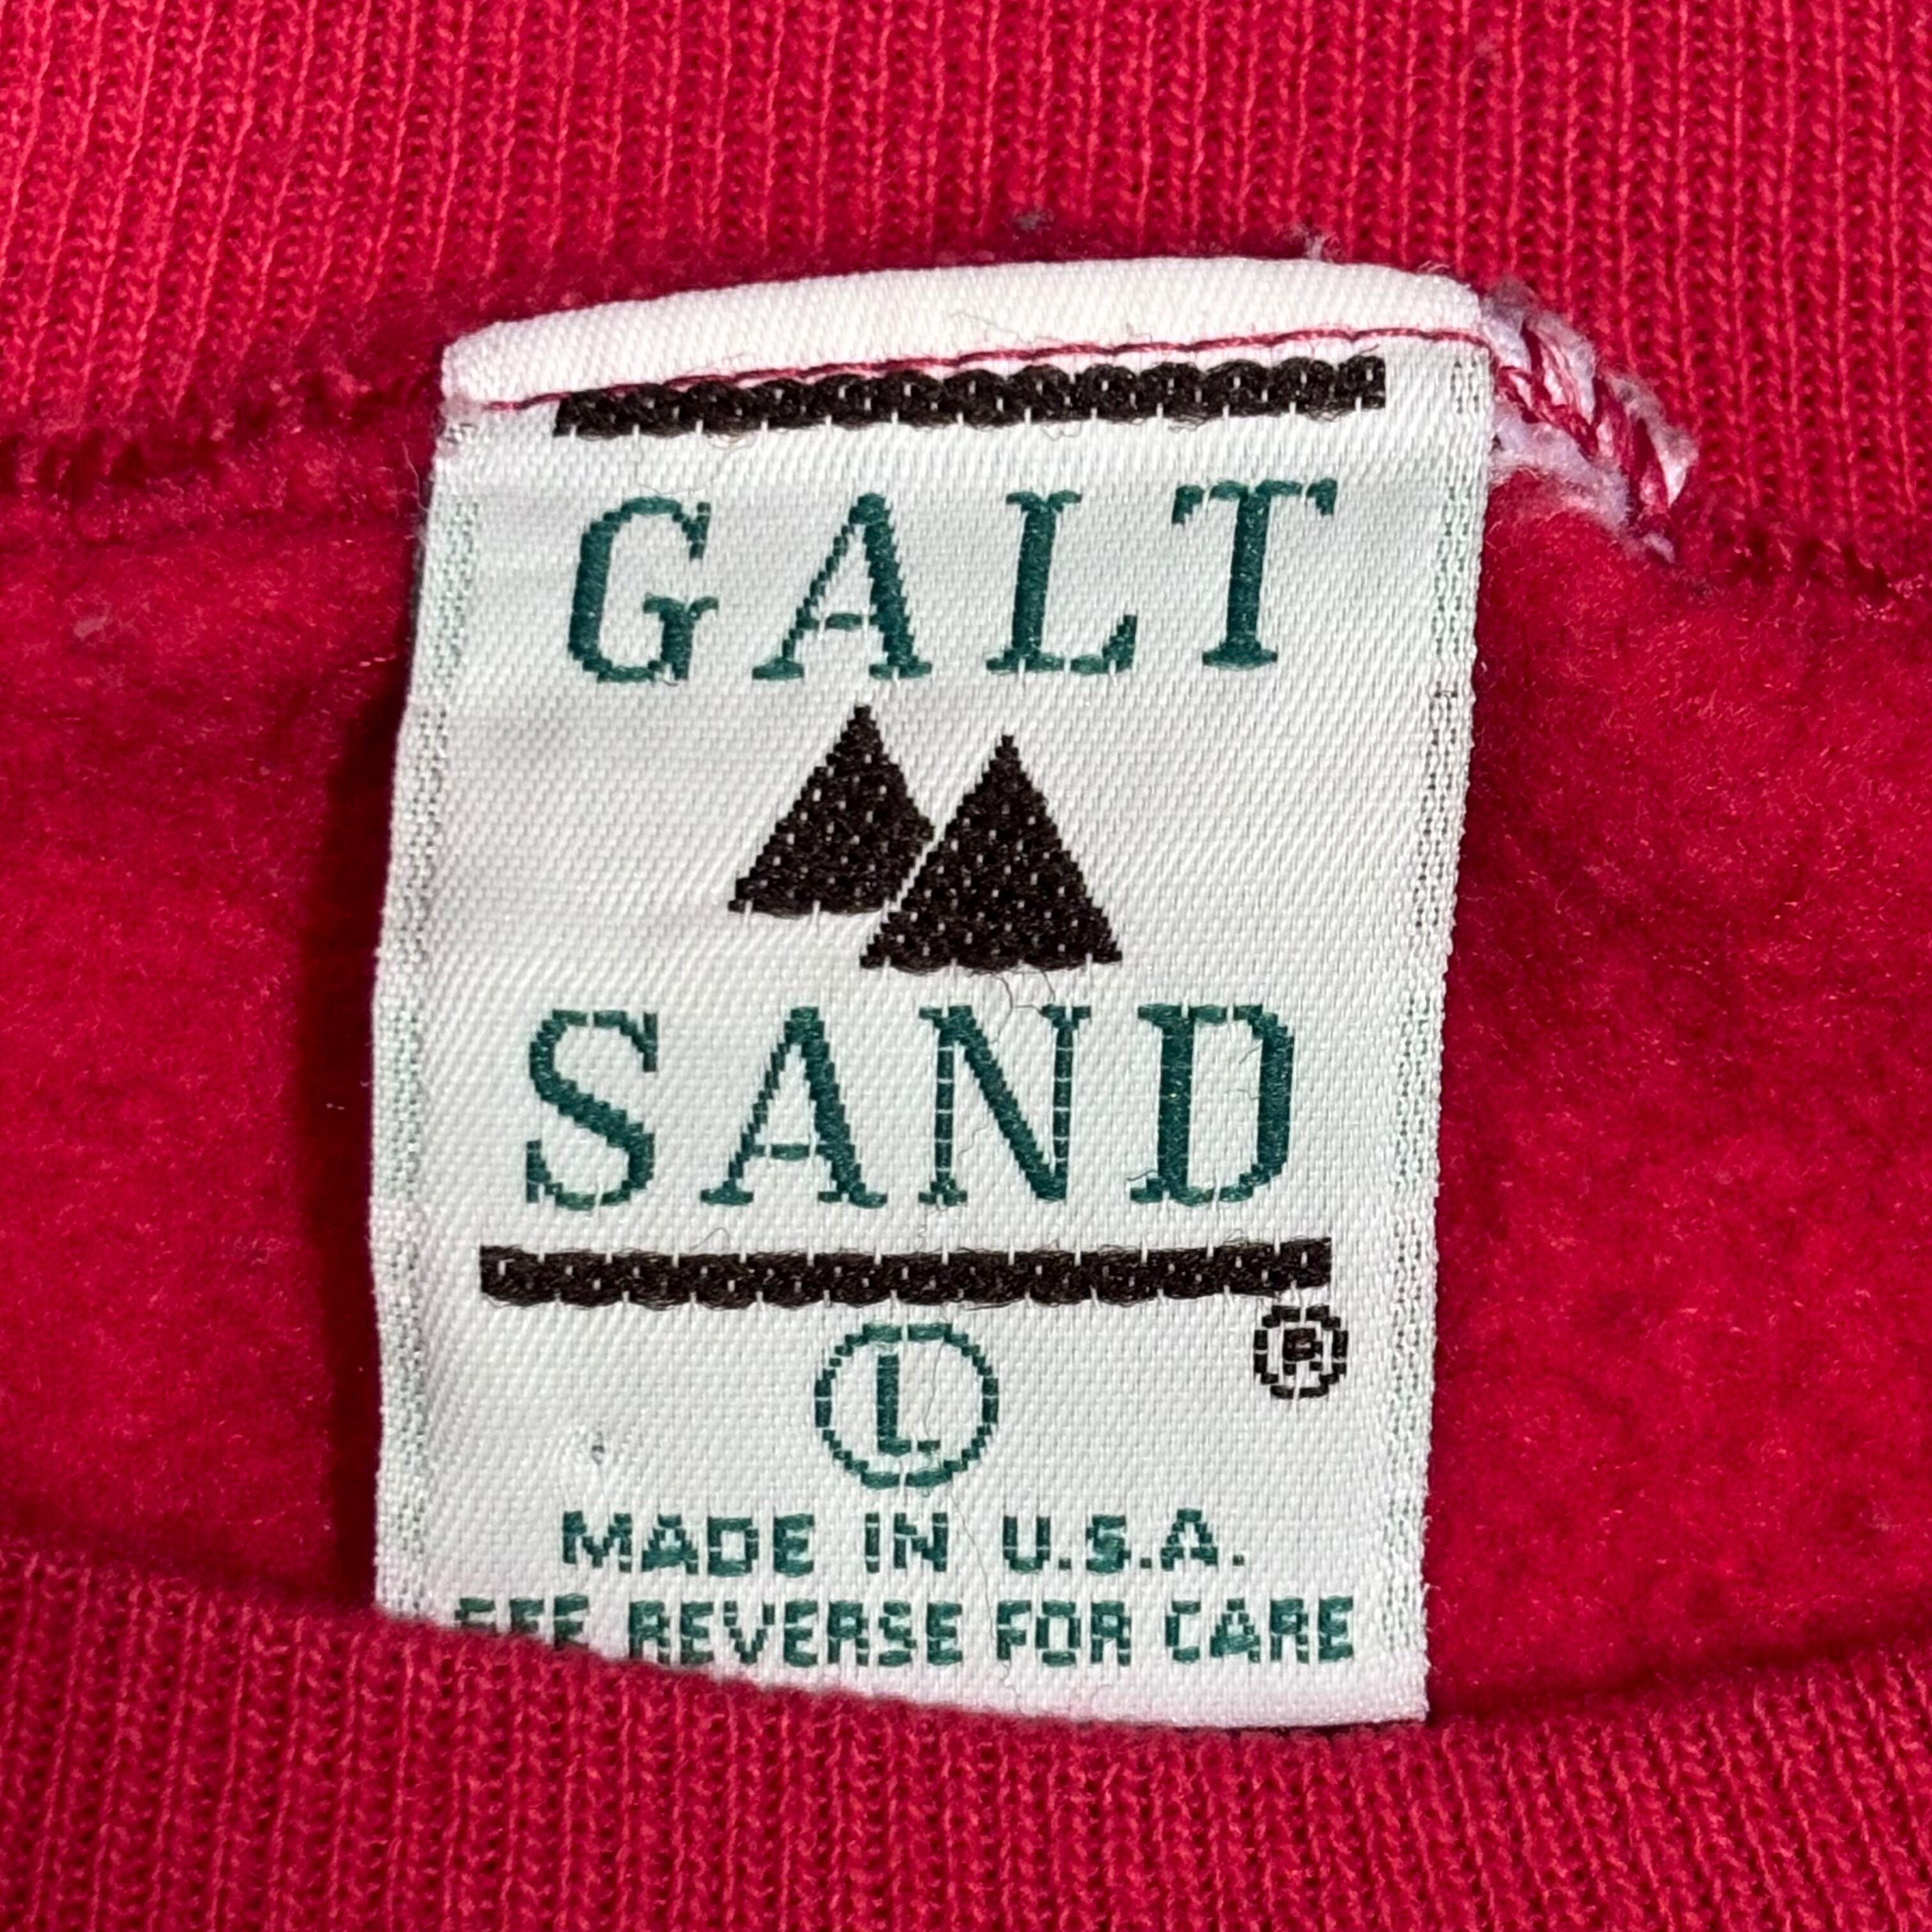 GALT
SAND
®
L
MADE IN U.S.A.
SEE REVERSE FOR CARE